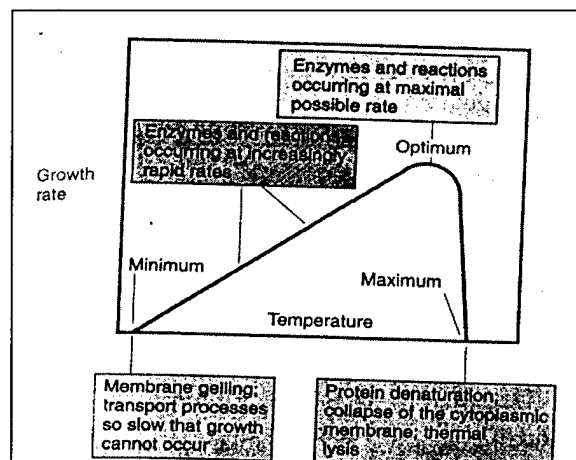 Enzymes and reactions
occurring at maximal
possible rate
Enzymes and reactions
occurring at increasingly
rapid rates
Optimum
Growth
rate
Minimum
Maximum
Temperature
Membrane gelling;
transport processes
so slow that growth
cannot occur
Protein denaturation;
collapse of the cytoplasmic
membrane; thermal
lysis